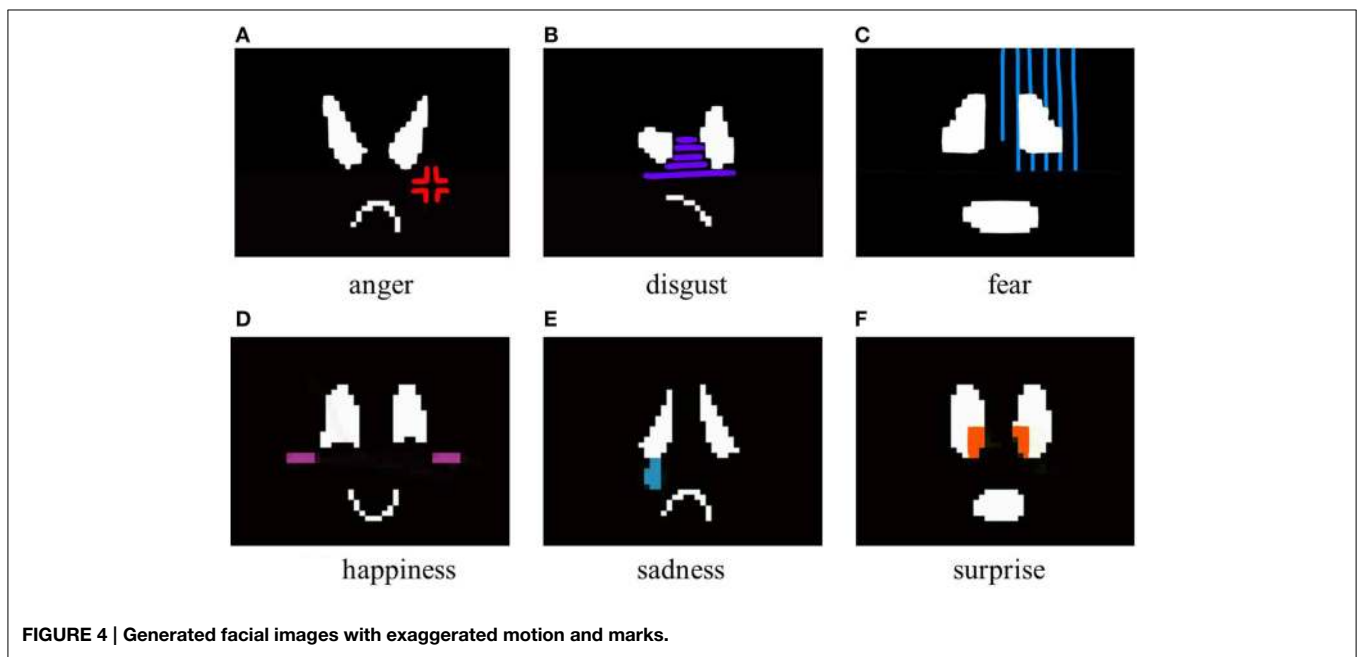 A B C
anger disgust fear
D E F
happiness sadness surprise
FIGURE 4 | Generated facial images with exaggerated motion and marks.